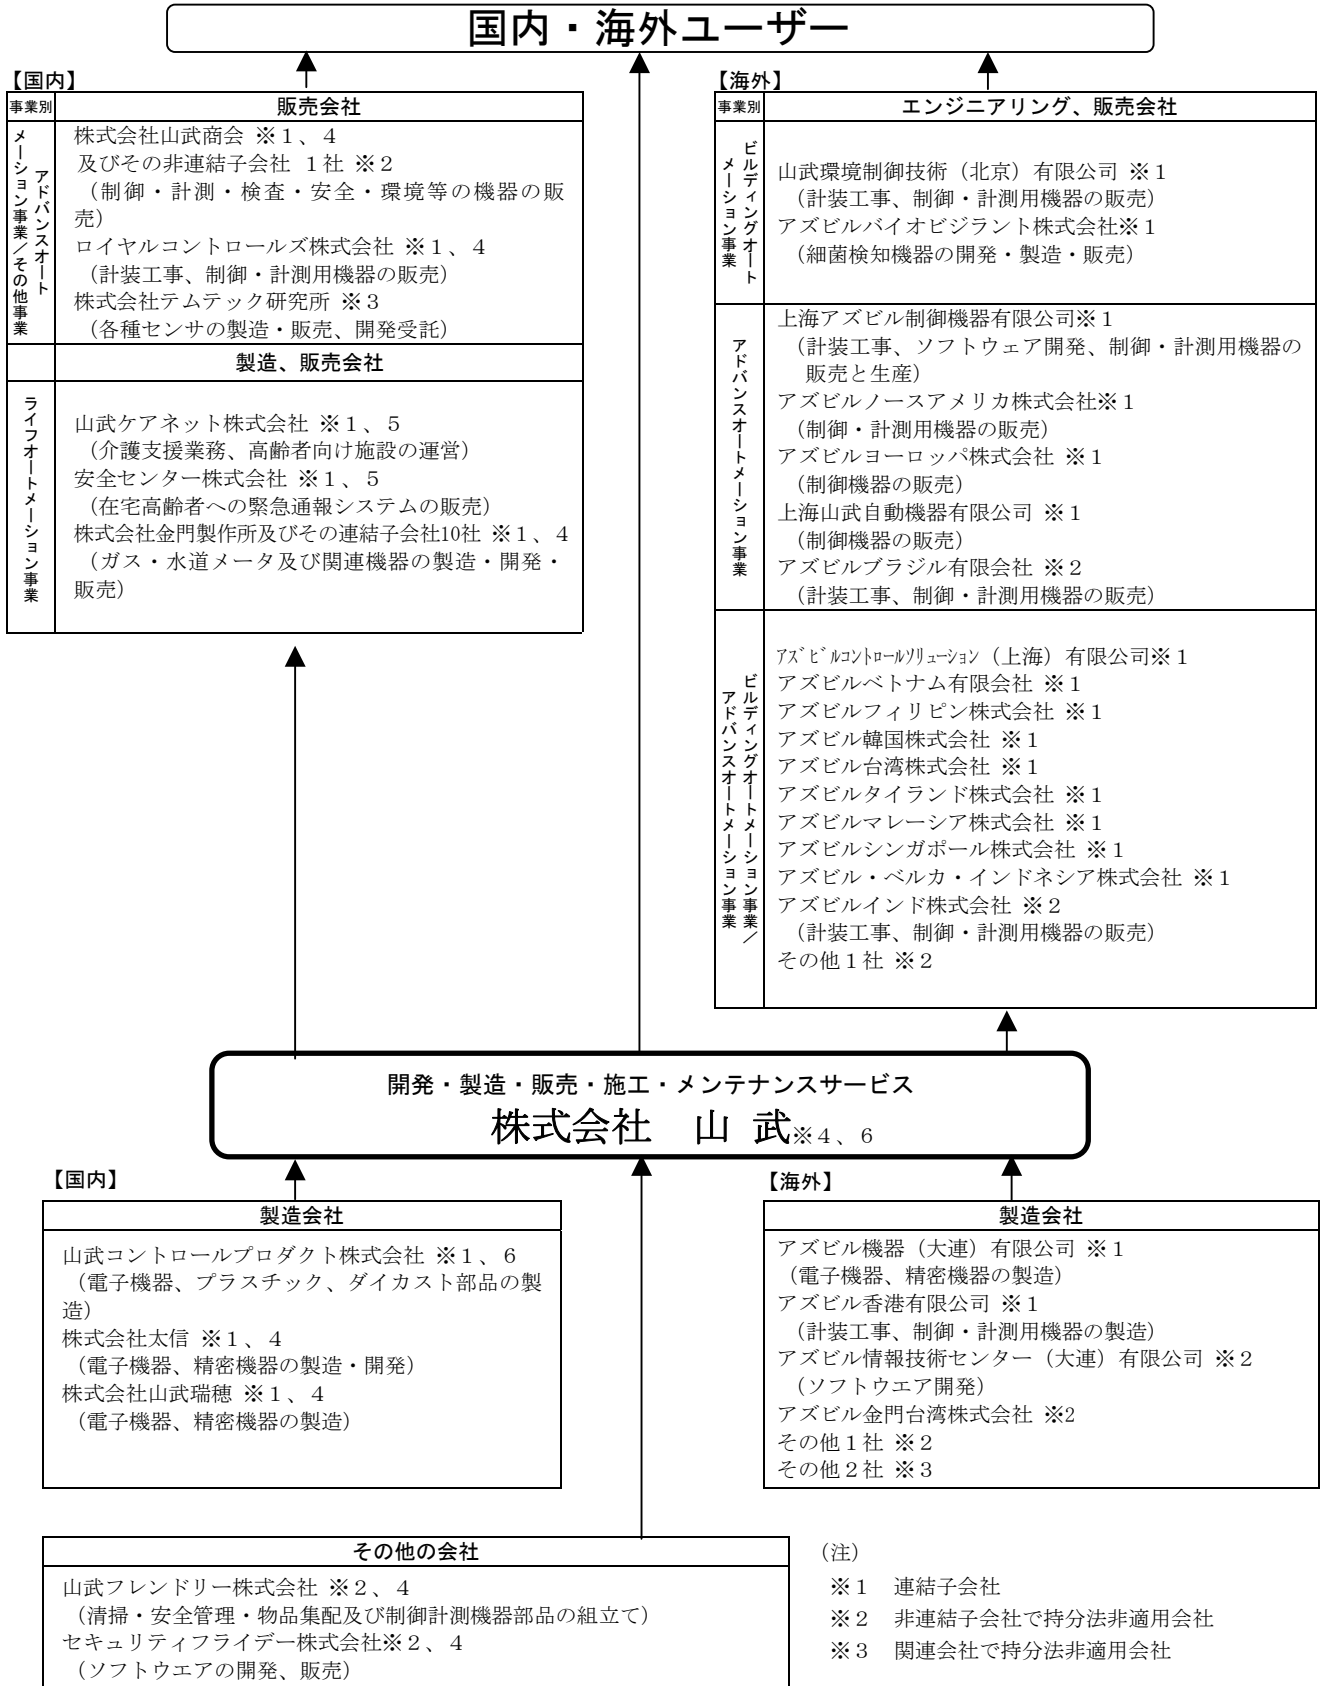 国内・海外ユーザー
【国内】
事業別
販売会社
アドバンスオート
メーション事業／その他事業
株式会社山武商会 ※１、４
及びその非連結子会社 １社 ※２
（制御・計測・検査・安全・環境等の機器の販
売）
ロイヤルコントロールズ株式会社 ※１、４
（計装工事、制御・計測用機器の販売）
株式会社テムテック研究所 ※３
（各種センサの製造・販売、開発受託）
製造、販売会社
ライフオートメーション事業
山武ケアネット株式会社 ※１、５
（介護支援業務、高齢者向け施設の運営）
安全センター株式会社 ※１、５
（在宅高齢者への緊急通報システムの販売）
株式会社金門製作所及びその連結子会社10社 ※１、４
（ガス・水道メータ及び関連機器の製造・開発・
販売）
【海外】
事業別
エンジニアリング、販売会社
ビルディングオート
メーション事業
山武環境制御技術（北京）有限公司 ※１
（計装工事、制御・計測用機器の販売）
アズビルバイオビジラント株式会社※１
（細菌検知機器の開発・製造・販売）
アドバンスオートメーション事業
上海アズビル制御機器有限公司※１
（計装工事、ソフトウェア開発、制御・計測用機器の
販売と生産）
アズビルノースアメリカ株式会社※１
（制御・計測用機器の販売）
アズビルヨーロッパ株式会社 ※１
（制御機器の販売）
上海山武自動機器有限公司 ※１
（制御機器の販売）
アズビルブラジル有限会社 ※２
（計装工事、制御・計測用機器の販売）
ビルディングオートメーション事業／
アドバンスオートメーション事業
ｱｽﾞﾋﾞﾙｺﾝﾄﾛｰﾙｿﾘｭｰｼｮﾝ（上海）有限公司※１
アズビルベトナム有限会社 ※１
アズビルフィリピン株式会社 ※１
アズビル韓国株式会社 ※１
アズビル台湾株式会社 ※１
アズビルタイランド株式会社 ※１
アズビルマレーシア株式会社 ※１
アズビルシンガポール株式会社 ※１
アズビル・ベルカ・インドネシア株式会社 ※１
アズビルインド株式会社 ※２
（計装工事、制御・計測用機器の販売）
その他１社 ※２
開発・製造・販売・施工・メンテナンスサービス
株式会社 山 武※４、６
【国内】
製造会社
山武コントロールプロダクト株式会社 ※１、６
（電子機器、プラスチック、ダイカスト部品の製
造）
株式会社太信 ※１、４
（電子機器、精密機器の製造・開発）
株式会社山武瑞穂 ※１、４
（電子機器、精密機器の製造）
【海外】
製造会社
アズビル機器（大連）有限公司 ※１
（電子機器、精密機器の製造）
アズビル香港有限公司 ※１
（計装工事、制御・計測用機器の製造）
アズビル情報技術センター（大連）有限公司 ※２
（ソフトウエア開発）
アズビル金門台湾株式会社 ※2
その他１社 ※２
その他２社 ※３
その他の会社
山武フレンドリー株式会社 ※２、４
（清掃・安全管理・物品集配及び制御計測機器部品の組立て）
セキュリティフライデー株式会社※２、４
（ソフトウエアの開発、販売）
（注）
※１ 連結子会社
※２ 非連結子会社で持分法非適用会社
※３ 関連会社で持分法非適用会社